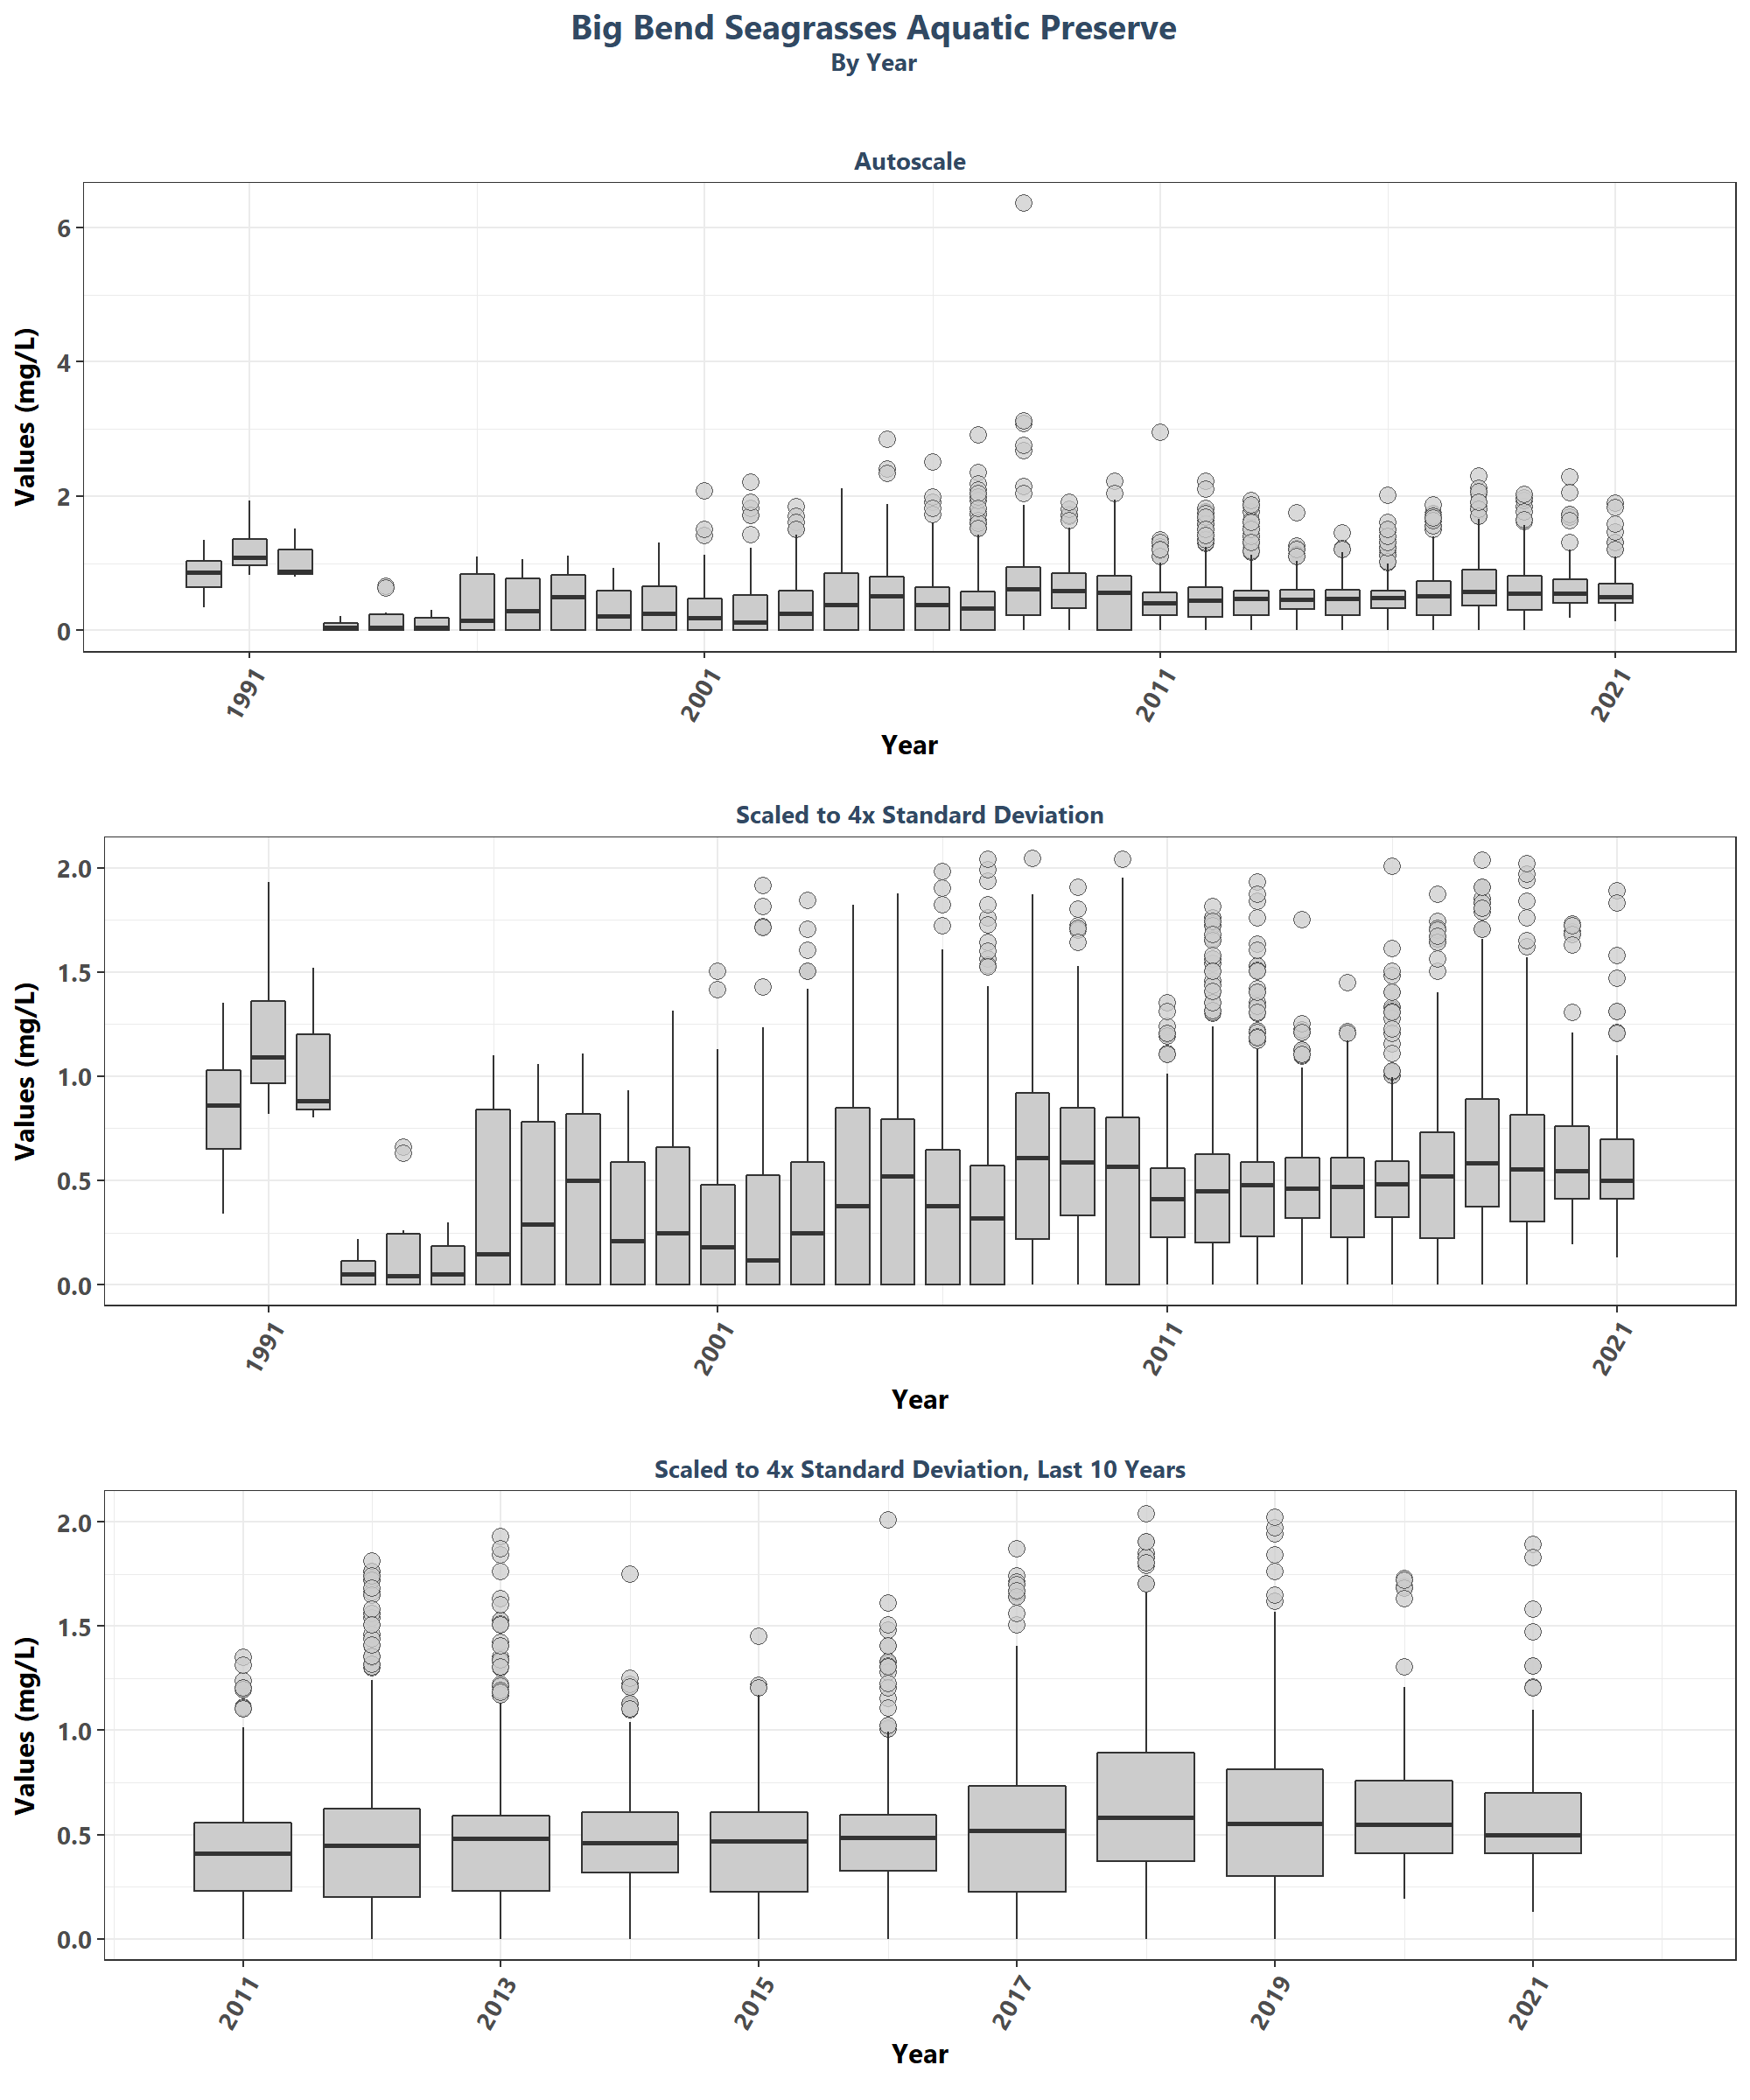 Big Bend Seagrasses Aquatic Preserve
By Year
Autoscale
Values (mg/L)
6
4
2
0
1991 2001 2011 2021
Year
Scaled to 4x Standard Deviation
Values (mg/L)
2.0
1.5
1.0
0.5
0.0
1991 2001 2011 2021
Year
Scaled to 4x Standard Deviation, Last 10 Years
Values (mg/L)
2.0
1.5
1.0
0.5
0.0
2011 2013 2015 2017 2019 2021
Year